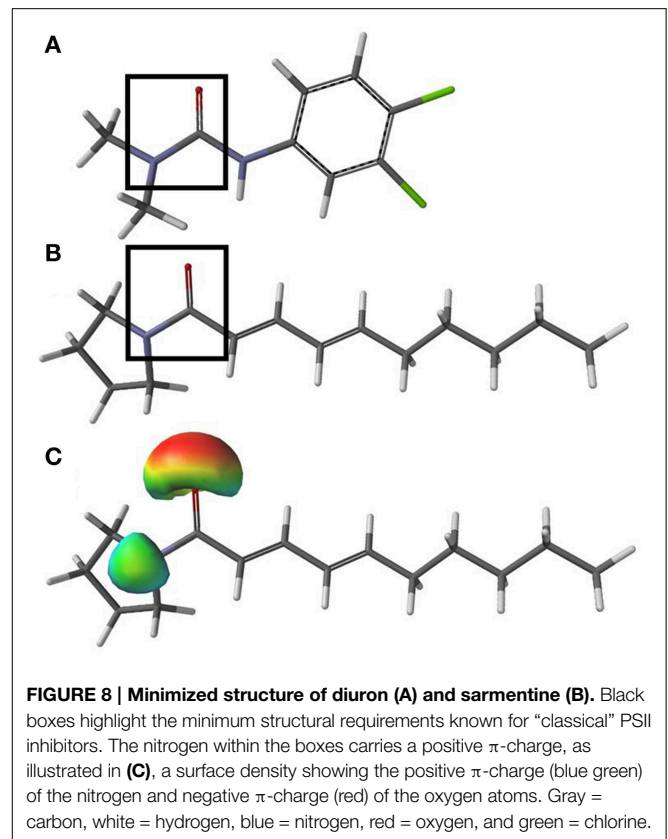 A
B
C
FIGURE 8 | Minimized structure of diuron (A) and sarmentine (B). Black
boxes highlight the minimum structural requirements known for “classical” PSII
inhibitors. The nitrogen within the boxes carries a positive π-charge, as
illustrated in (C), a surface density showing the positive π-charge (blue green)
of the nitrogen and negative π-charge (red) of the oxygen atoms. Gray =
carbon, white = hydrogen, blue = nitrogen, red = oxygen, and green = chlorine.